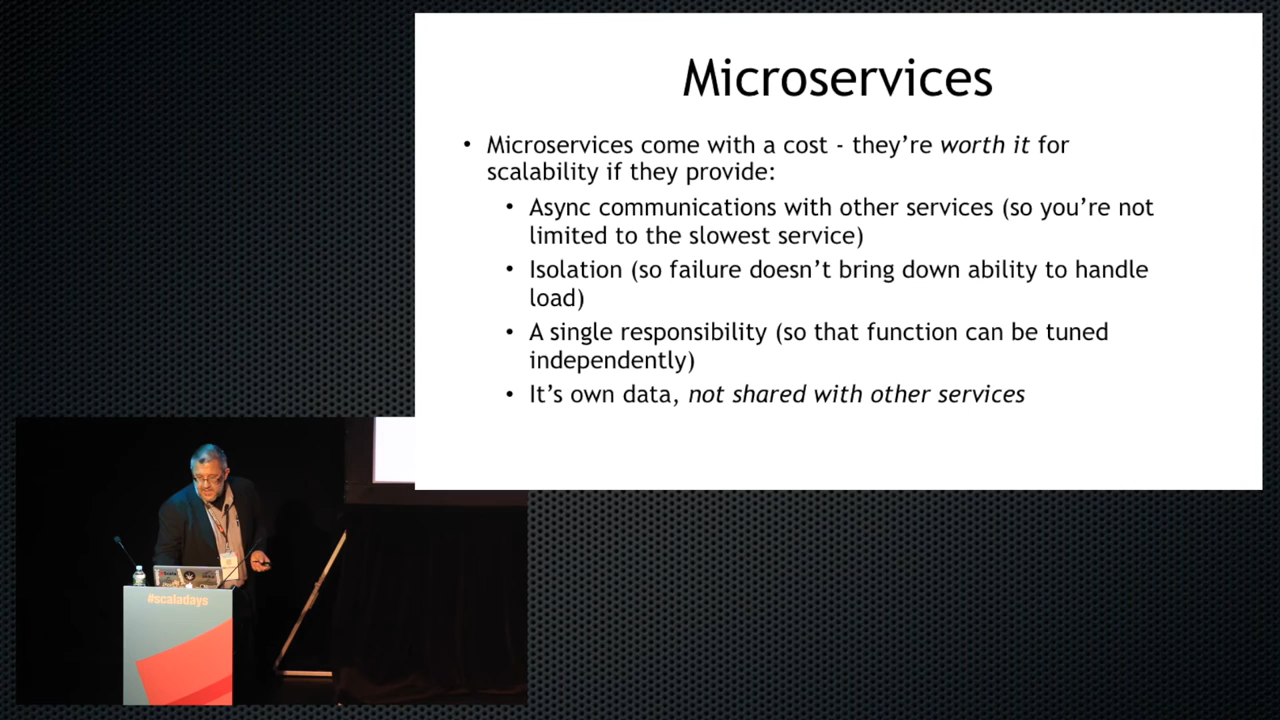 Microservices
• Microservices come with a cost - they’re worth it for
scalability if they provide:
• Async communications with other services (so you’re not
limited to the slowest service)
• Isolation (so failure doesn’t bring down ability to handle
load)
• A single responsibility (so that function can be tuned
independently)
• It’s own data, not shared with other services
#scaladays